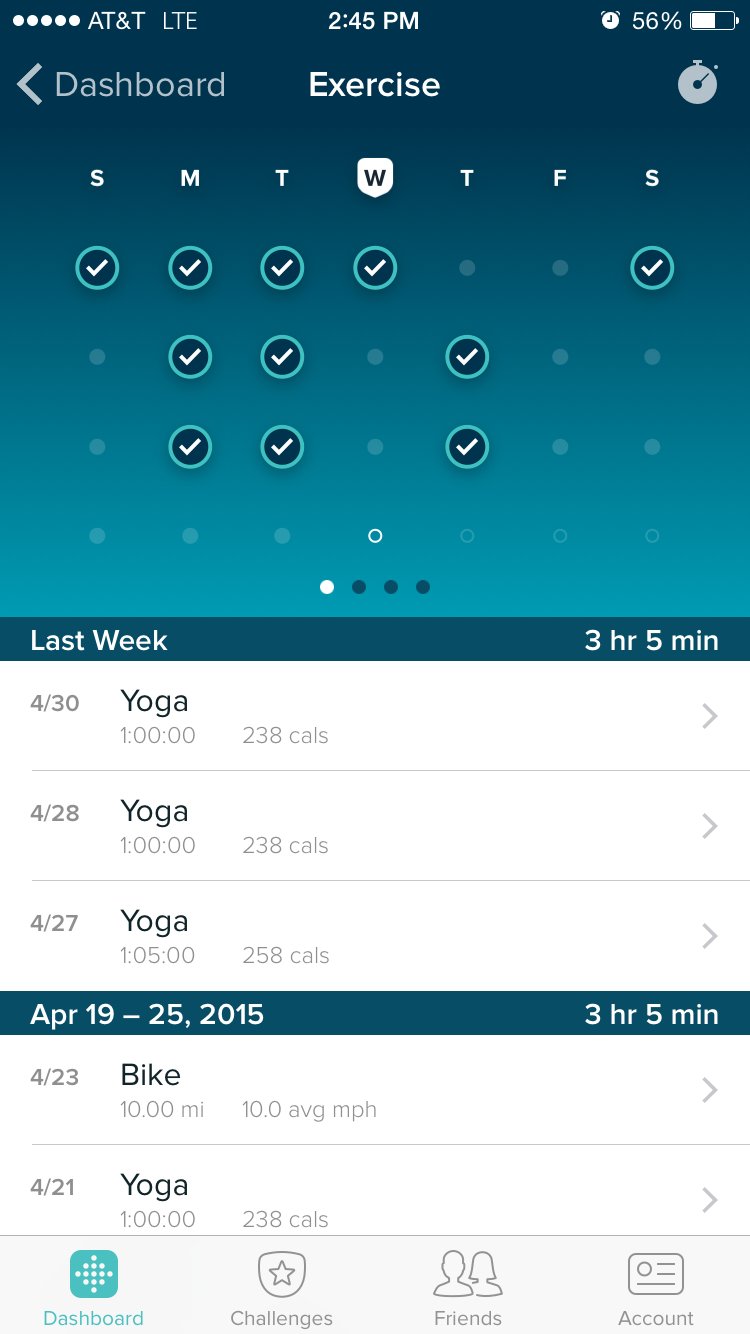 AT&T LTE 2:45 PM 56%
Dashboard Exercise
S M T W T F S
Last Week 3 hr 5 min
4/30 Yoga
1:00:00 238 cals
4/28 Yoga
1:00:00 238 cals
4/27 Yoga
1:05:00 258 cals
Apr 19 – 25, 2015 3 hr 5 min
4/23 Bike
10.00 mi 10.0 avg mph
4/21 Yoga
1:00:00 238 cals
Dashboard Challenges Friends Account